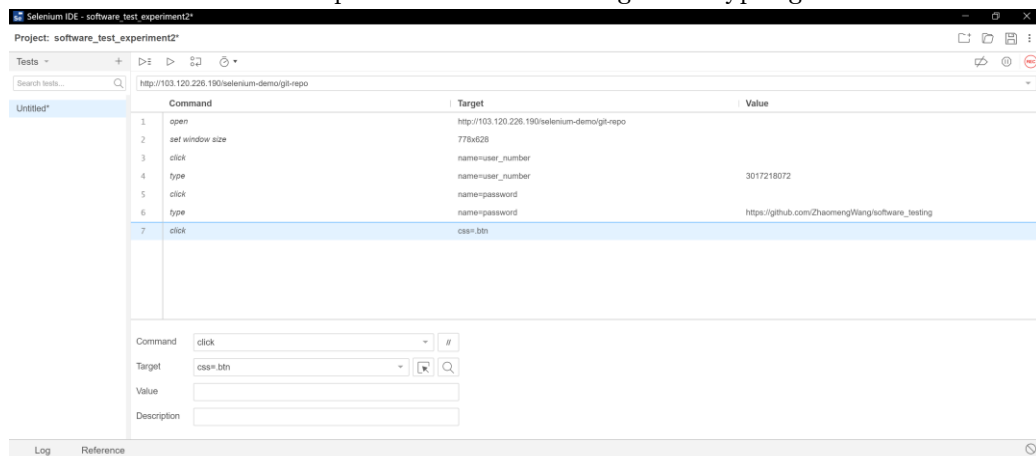 Selenium IDE - software_test_experiment2*
Project: software_test_experiment2*
Tests
Search tests...
http://103.120.226.190/selenium-demo/git-repo
Untitled*
Command Target Value
1 open http://103.120.226.190/selenium-demo/git-repo
2 set window size 778x628
3 click name=user_number
4 type name=user_number 3017218072
5 click name=password
6 type name=password https://github.com/ZhaomengWang/software_testing
7 click css=.btn
Command click //
Target css=.btn
Value
Description
Log Reference